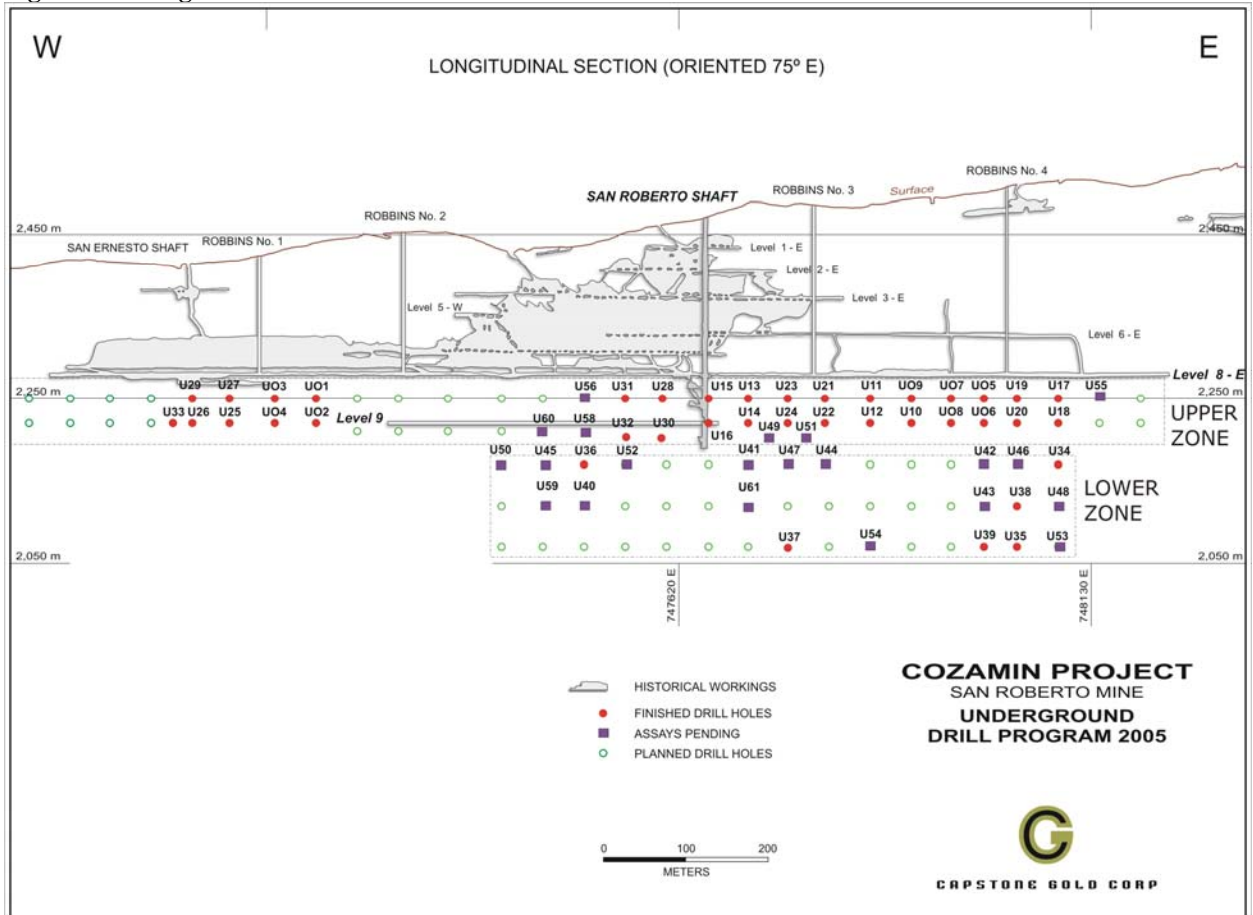 W
E
LONGITUDINAL SECTION (ORIENTED 75º E)
ROBBINS No. 4
ROBBINS No. 3
Surface
SAN ROBERTO SHAFT
ROBBINS No. 2
ROBBINS No. 1
SAN ERNESTO SHAFT
2,450 m
2,450 m
Level 1 - E
Level 2 - E
Level 3 - E
Level 5 - W
Level 6 - E
Level 8 - E
2,250 m
2,250 m
U29 U27 UO3 UO1 U56 U31 U28 U15 U13 U23 U21 U11 UO9 UO7 UO5 U19 U17 U55
U33 U26 U25 UO4 UO2 Level 9 U14 U24 U22 U12 U10 UO8 UO6 U20 U18
UPPER
ZONE
U60 U58 U32 U30 U16 U49 U51
U50 U45 U36 U52 U41 U47 U44 U42 U46 U34
U59 U40 U61 U43 U38 U48
LOWER
ZONE
U37 U54 U39 U35 U53
2,050 m
2,050 m
747620 E
748130 E
HISTORICAL WORKINGS
FINISHED DRILL HOLES
ASSAYS PENDING
PLANNED DRILL HOLES
COZAMIN PROJECT
SAN ROBERTO MINE
UNDERGROUND
DRILL PROGRAM 2005
0 100 200
METERS
CAPSTONE GOLD CORP